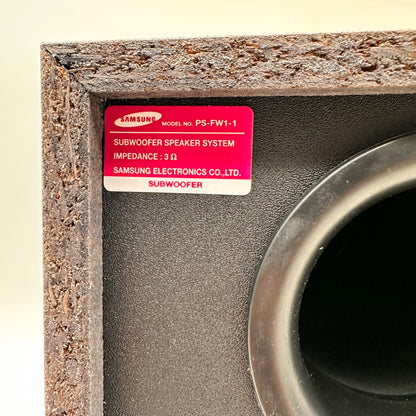 SAMSUNG MODEL NO. PS-FW1-1
SUBWOOFER SPEAKER SYSTEM
IMPEDANCE : 3 Ω
SAMSUNG ELECTRONICS CO.,LTD.
SUBWOOFER